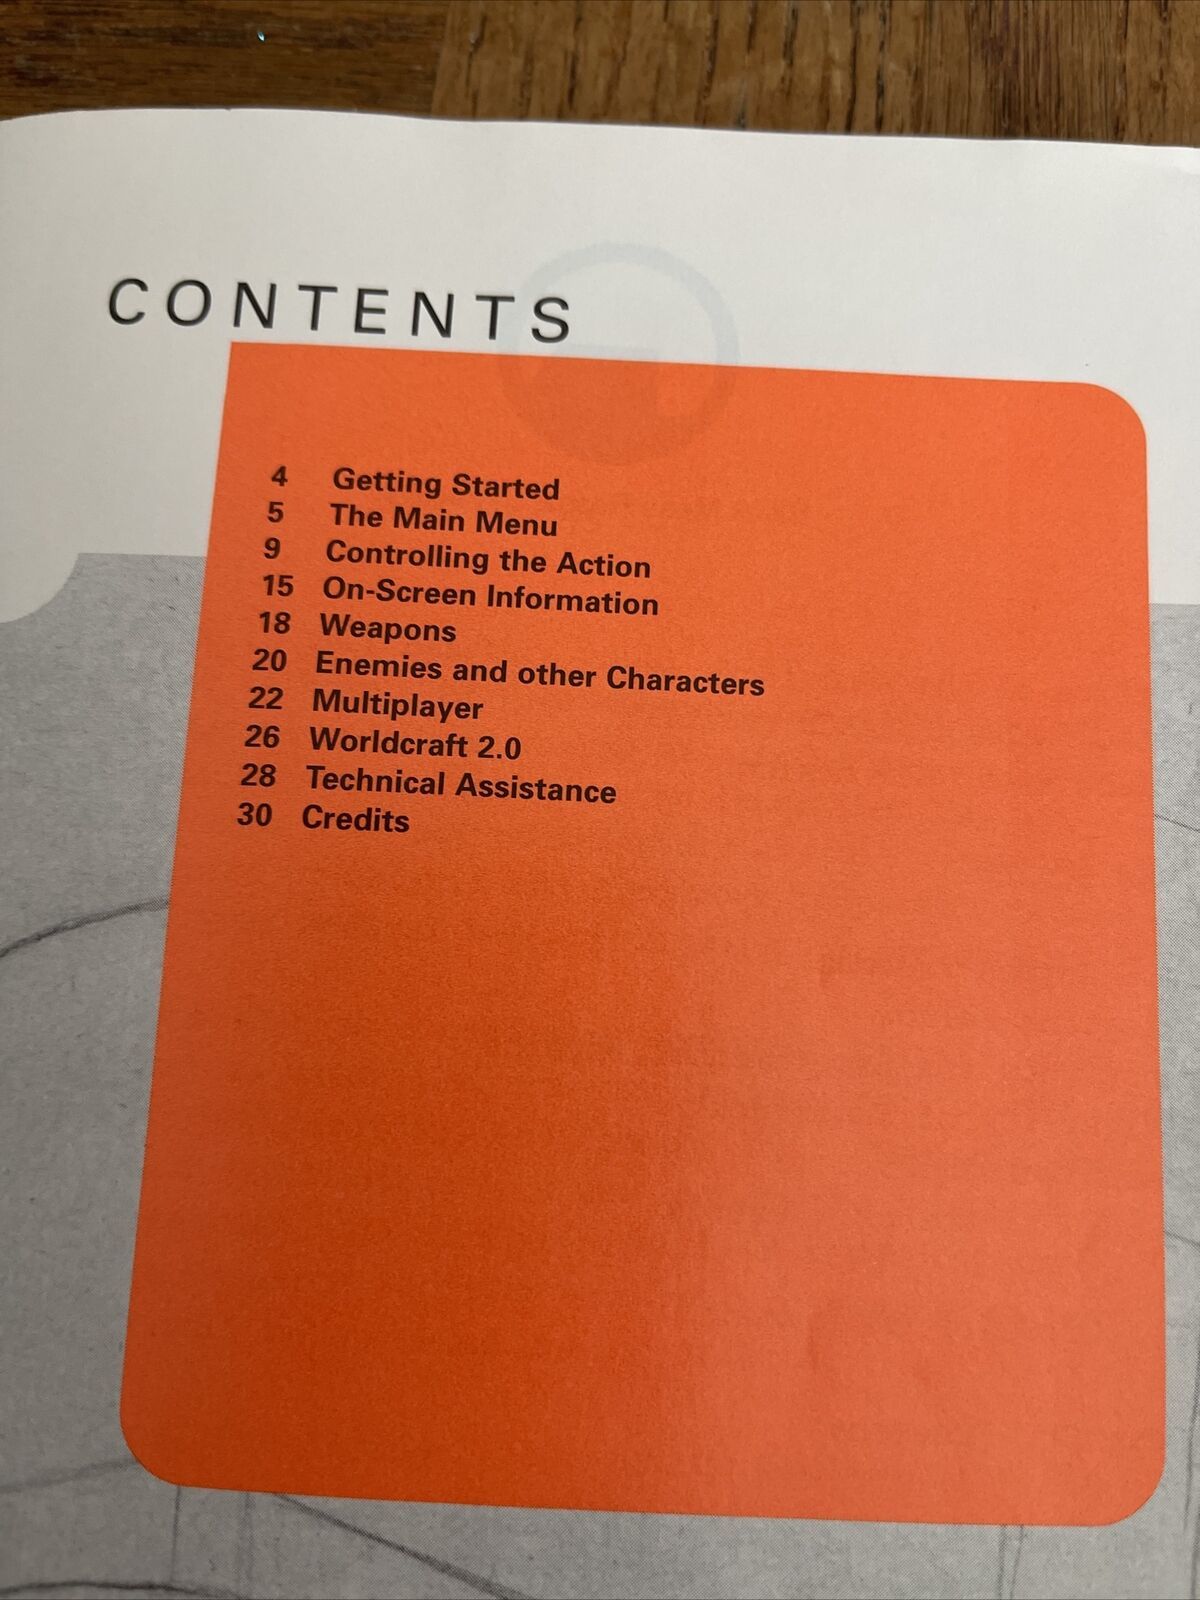 CONTENTS
4 Getting Started
5 The Main Menu
9 Controlling the Action
15 On-Screen Information
18 Weapons
20 Enemies and other Characters
22 Multiplayer
26 Worldcraft 2.0
28 Technical Assistance
30 Credits